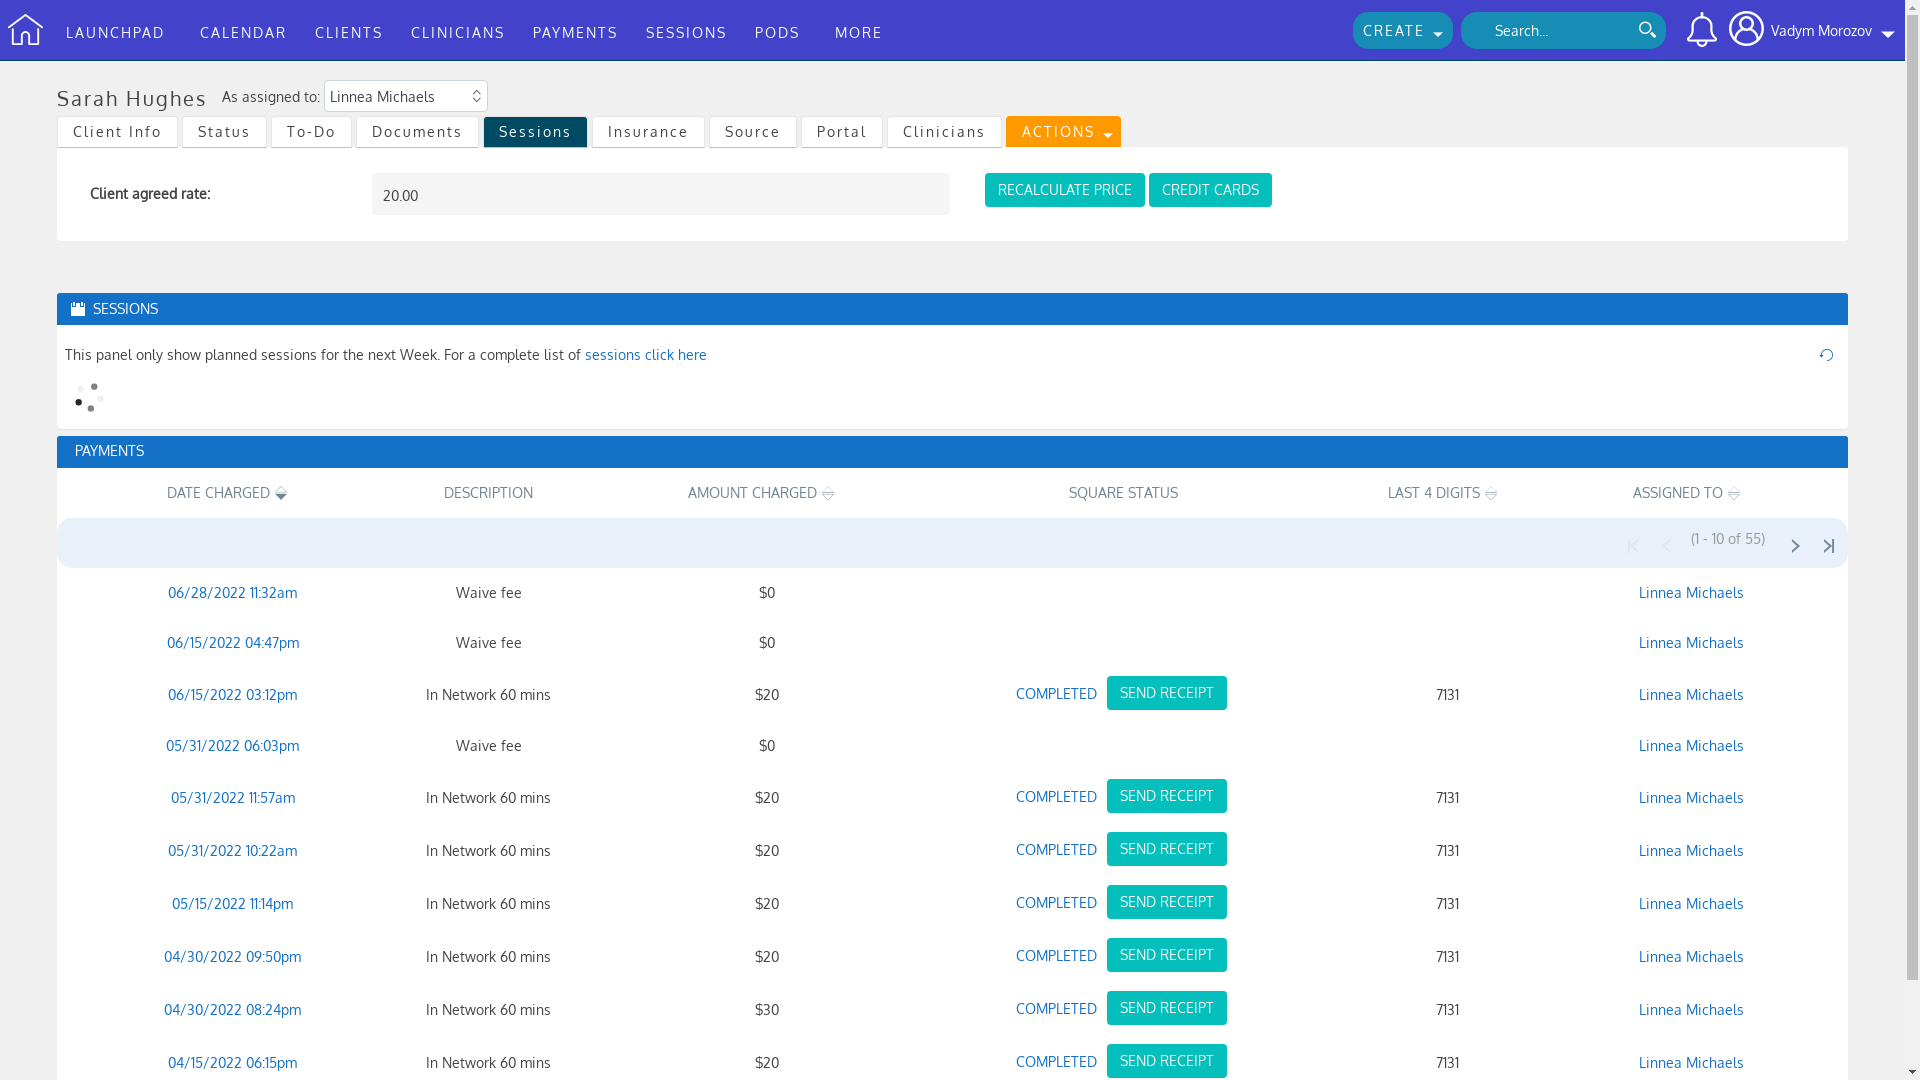 LAUNCHPAD CALENDAR CLIENTS CLINICIANS PAYMENTS SESSIONS PODS MORE CREATE Search... Vadym Morozov
Sarah Hughes As assigned to: Linnea Michaels
Client Info Status To-Do Documents Sessions Insurance Source Portal Clinicians ACTIONS
Client agreed rate: 20.00 RECALCULATE PRICE CREDIT CARDS
SESSIONS
This panel only show planned sessions for the next Week. For a complete list of sessions click here
PAYMENTS
DATE CHARGED DESCRIPTION AMOUNT CHARGED SQUARE STATUS LAST 4 DIGITS ASSIGNED TO
(1 - 10 of 55)
06/28/2022 11:32am Waive fee $0 Linnea Michaels
06/15/2022 04:47pm Waive fee $0 Linnea Michaels
06/15/2022 03:12pm In Network 60 mins $20 COMPLETED SEND RECEIPT 7131 Linnea Michaels
05/31/2022 06:03pm Waive fee $0 Linnea Michaels
05/31/2022 11:57am In Network 60 mins $20 COMPLETED SEND RECEIPT 7131 Linnea Michaels
05/31/2022 10:22am In Network 60 mins $20 COMPLETED SEND RECEIPT 7131 Linnea Michaels
05/15/2022 11:14pm In Network 60 mins $20 COMPLETED SEND RECEIPT 7131 Linnea Michaels
04/30/2022 09:50pm In Network 60 mins $20 COMPLETED SEND RECEIPT 7131 Linnea Michaels
04/30/2022 08:24pm In Network 60 mins $30 COMPLETED SEND RECEIPT 7131 Linnea Michaels
04/15/2022 06:15pm In Network 60 mins $20 COMPLETED SEND RECEIPT 7131 Linnea Michaels